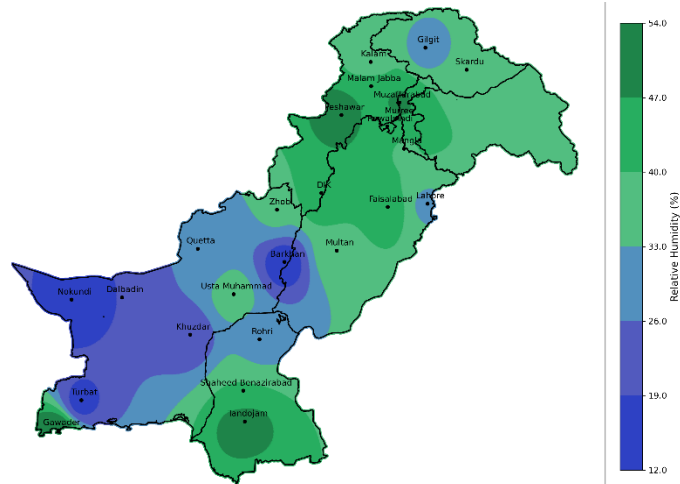 Gilgit
Kalam
Skardu
Malam Jabba
Muzaffarabad
Peshawar
Murree
Rawalpindi
Mangla
DIK
Zhob
Faisalabad
Lahore
Quetta
Multan
Barkhan
Usta Muhammad
Nokundi
Dalbadin
Khuzdar
Rohri
Shaheed Benazirabad
Turbat
Tandojam
Gawader
54.0
47.0
40.0
33.0
26.0
19.0
12.0
Relative Humidity (%)